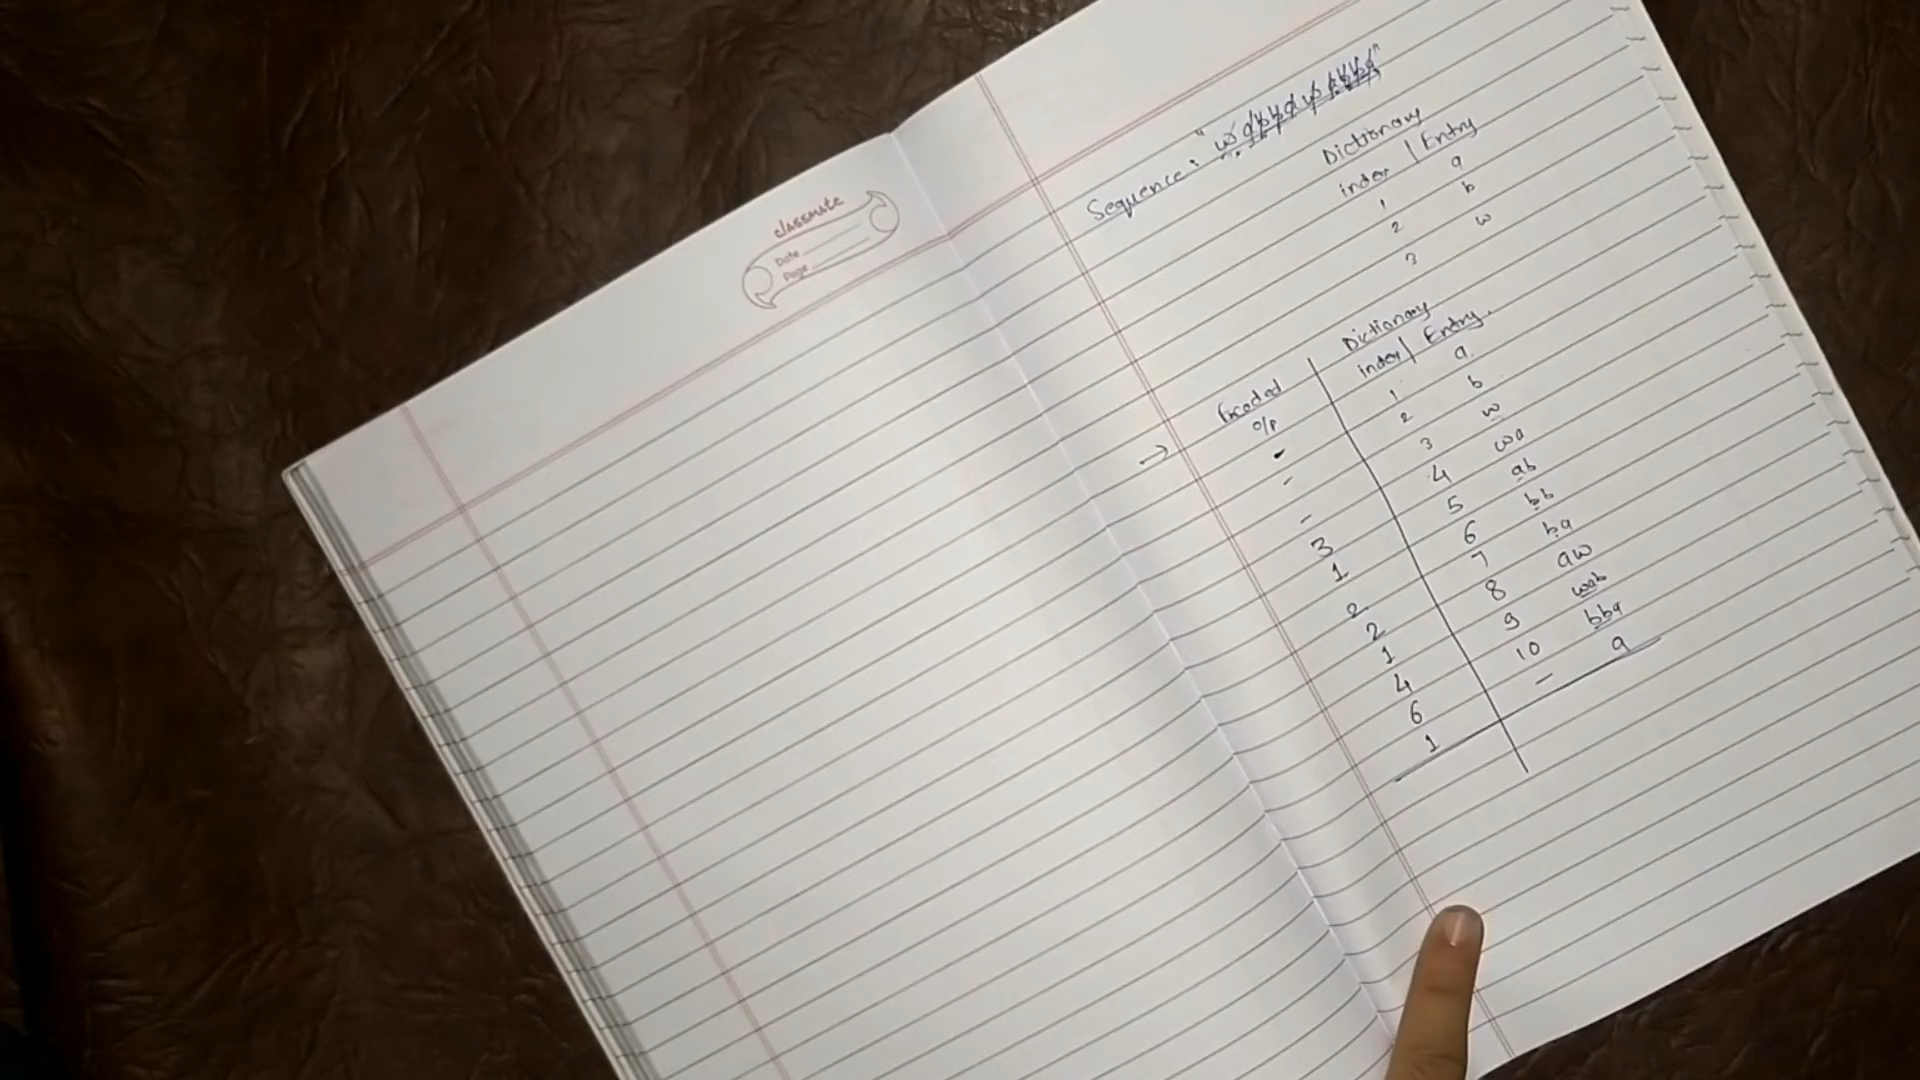 classmate
Date
Page
Sequence: "wabbawabba"
Dictionary
index | Entry
1 a
2 b
3 w
Dictionary
Encoded O/P index | Entry.
- 1 a
- 2 b
- 3 w
3 4 wa
1 5 ab
2 6 bb
2 7 ba
1 8 aw
4 9 wab
6 10 bba
1 - a